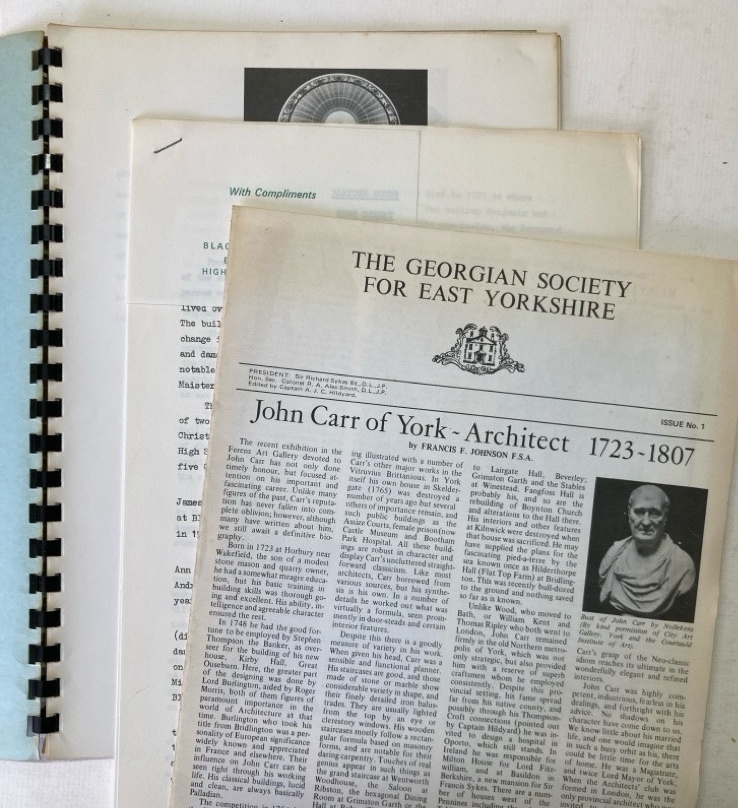 With Compliments
BLAC
HIGH
lived ov
The buil
change i
and dama
notable
Maister
Th
of two
Christ
High S
five
James
at Bl
in 1
Ann
Andr
year
THE GEORGIAN SOCIETY
FOR EAST YORKSHIRE
PRESIDENT: Sir Richard Sykes Bt., D.L., J.P.
Hon. Sec. Colonel R. A. Alec-Smith, D.L., J.P.
Edited by Captain A. J. C. Hildyard.
ISSUE No. 1
John Carr of York ~ Architect 1723~1807
by FRANCIS F. JOHNSON F.S.A.
The recent exhibition in the
Ferens Art Gallery devoted to
John Carr has not only done
timely honour, but focused at-
tention on his important and
fascinating career. Unlike many
figures of the past, Carr's reputa-
tion has never fallen into com-
plete oblivion; however, although
many have written about him,
we still await a definitive bio-
graphy.
Born in 1723 at Horbury near
Wakefield, the son of a modest
stone mason and quarry owner,
he had a somewhat meagre educa-
tion, but his basic training in
building skills was thorough go-
ing and excellent. His ability, in-
telligence and agreeable character
ensured the rest.
In 1748 he had the good for-
tune to be employed by Stephen
Thompson the Banker, as over-
seer for the building of his new
house, Kirby Hall, Great
Ouseburn. Here, the greater part
of the designing was done by
Lord Burlington, aided by Roger
Morris, both of them figures of
paramount importance in the
world of Architecture at that
time. Burlington who took his
title from Bridlington was a per-
sonality of European significance
widely known and appreciated
in France and elsewhere. Their
influence on John Carr can be
seen right through his working
life. His classical buildings, lucid
and clean, are always basically
Palladian.
The competition in
ing illustrated with a number of
Carr's other major works in the
Vitruvius Brittanious. In York
itself his own house in Skelder-
gate (1765) was destroyed a
number of years ago but several
others of importance remain, and
such public buildings as the
Assize Courts, female prison (now
Castle Museum and Bootham
Park Hospital. All these build-
ings are robust in character and
display Carr's uncluttered straight-
forward classicism. Like most
architects, Carr borrowed from
various sources, but his synthe-
sis is his own. In a number of
details he worked out what was
virtually a formula, seen prom-
inently in door-steads and certain
interior features.
Despite this there is a goodly
measure of variety in his work.
When given his head, Carr was a
sensible and functional planner.
His staircases are good, and those
made of stone or marble show
considerable variety in shape, and
their finely detailed iron balus-
trades. They are usually lighted
from the top by an eye or
clerestory windows. His wooden
staircases mostly follow a rectan-
gular formula based on masonry
forms, and are notable for their
daring carpentry. Touches of real
genius appear in such things as
the grand staircase at Wentworth
Woodhouse, the Saloon at
Ribston, the hexagonal Dining
Room at Grimston Garth or the
to Lairgate Hall, Beverley;
Grimston Garth and the Stables
at Winestead. Fangfoss Hall is
probably his, and so are the
rebuilding of Boynton Church
and alterations to the Hall there.
His interiors and other features
at Kilnwick were destroyed when
that house was sacrificed. He may
have supplied the plans for the
fascinating pied-a-terre by the
sea known once as Hilderthorpe
Hall (Flat Top Farm) at Bridling-
ton. This was recently bull-dozed
to the ground and nothing saved
so far as is known.
Unlike Wood, who moved to
Bath, or William Kent and
Thomas Ripley who both went to
London, John Carr remained
firmly in the old Northern metro-
polis of York, which was not
only strategic, but also provided
him with a reserve of superb
craftsmen whom he employed
constantly. Despite this pro-
vincial setting, his fame spread
far from his native county, and
possibly through his Thompson-
Croft connections (pointed out
by Captain Hildyard) he was in-
vited to design a hospital in
Oporto, which still stands. In
Ireland he was responsible for
Milton House for Lord Fitz-
william, and at Basildon in
Berkshire, a new mansion for Sir
Francis Sykes. There are a num-
ber of houses west of the
Pennines including the
Bust of John Carr by Nollekens
(By kind permission of City Art
Gallery, York and the Courtauld
Institute of Art).
Carr's grasp of the Neo-classic
idiom reaches its ultimate in the
wonderfully elegant and refined
interiors.
John Carr was highly com-
petent, industrious, fearless in his
dealings, and forthright with his
advice. No shadows on his
character have come down to us.
We know little about his married
life, and one would imagine that
in such a busy orbit as his, there
could be little time for the arts
of home. He was a Magistrate,
and twice Lord Mayor of York.
When the Architects' club was
formed in London, he was the
only provincial architect who